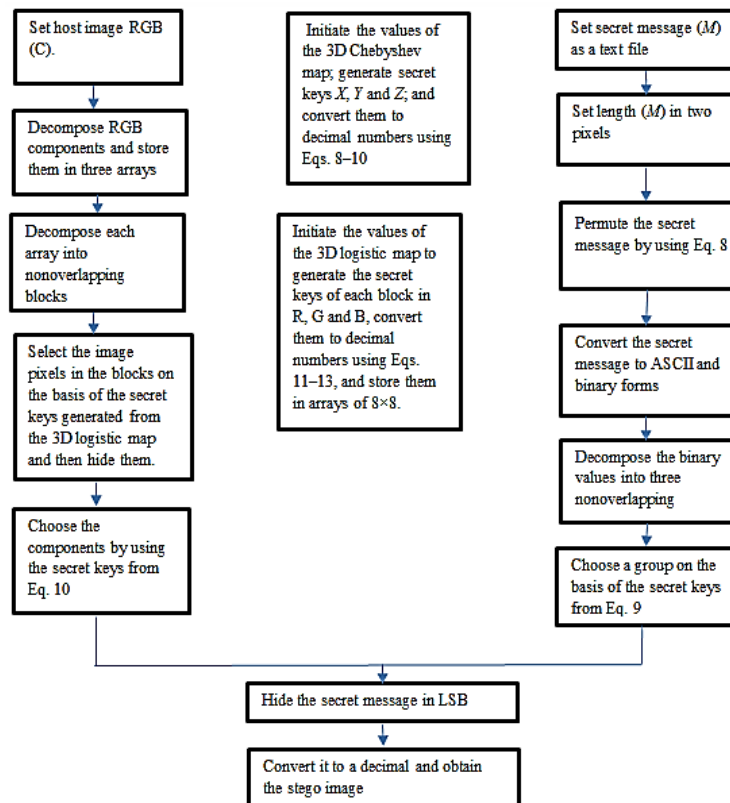 Set host image RGB
(C).
Decompose RGB
components and store
them in three arrays
Decompose each
array into
nonoverlapping
blocks
Select the image
pixels in the blocks on
the basis of the secret
keys generated from
the 3D logistic map
and then hide them.
Choose the
components by using
the secret keys from
Eq. 10
Initiate the values of
the 3D Chebyshev
map; generate secret
keys X, Y and Z; and
convert them to
decimal numbers using
Eqs. 8–10
Initiate the values of
the 3D logistic map to
generate the secret
keys of each block in
R, G and B, convert
them to decimal
numbers using Eqs.
11–13, and store them
in arrays of 8×8.
Set secret message (M)
as a text file
Set length (M) in two
pixels
Permute the secret
message by using Eq. 8
Convert the secret
message to ASCII and
binary forms
Decompose the binary
values into three
nonoverlapping
Choose a group on the
basis of the secret keys
from Eq. 9
Hide the secret message in LSB
Convert it to a decimal and obtain
the stego image